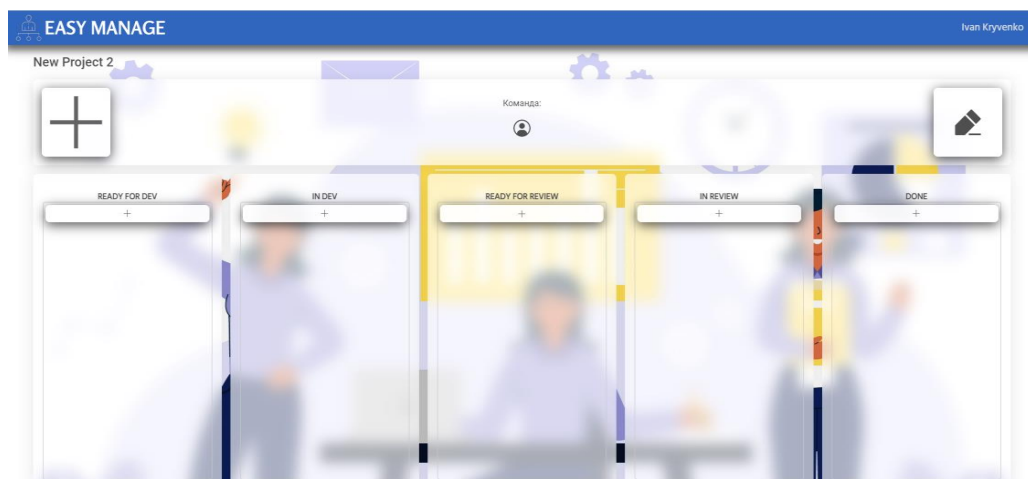 EASY MANAGE
Ivan Kryvenko
New Project 2
Команда:
READY FOR DEV
IN DEV
READY FOR REVIEW
IN REVIEW
DONE
+
+
+
+
+